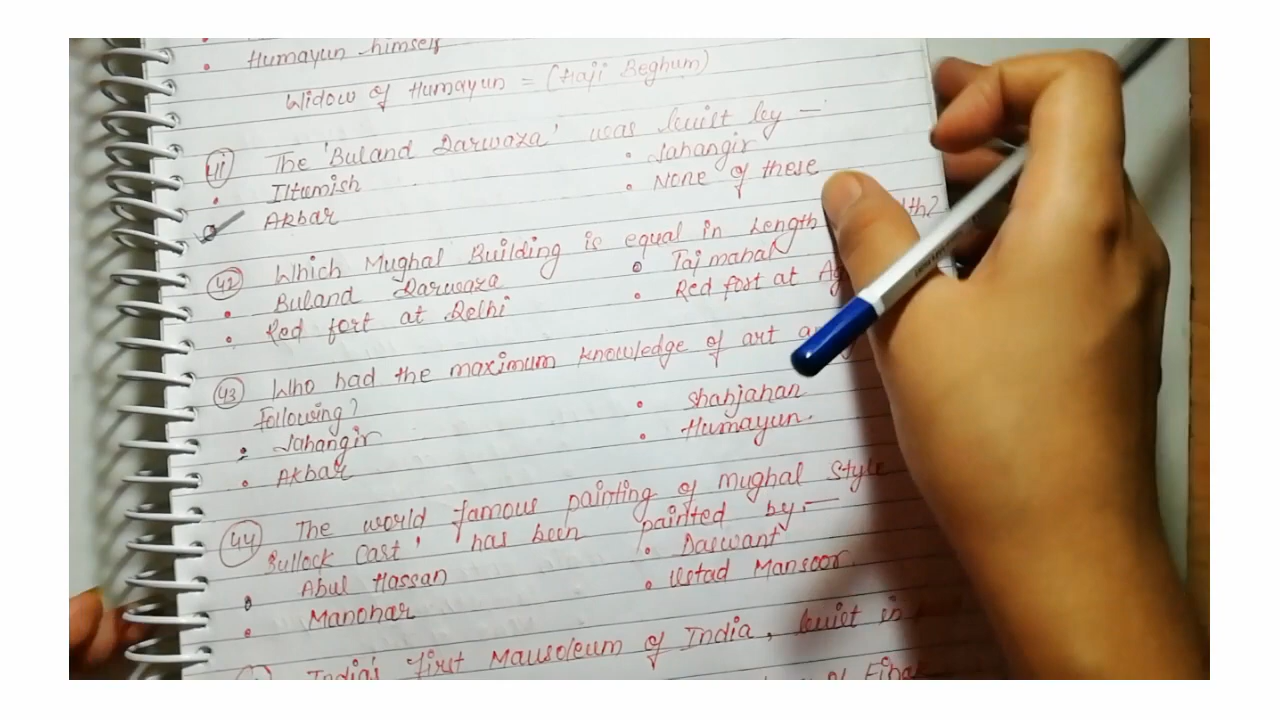 Humayun himself
Widow of Humayun = (Haji Beghum)
41 The 'Buland Darwaza' was built by —
Iltumish • Jahangir
Akbar • None of these
42 Which Mughal Building is equal in Length
• Buland Darwaza • Taj mahal
• Red fort at Delhi • Red fort at
43 Who had the maximum knowledge of art
following?
• Jahangir • Shahjahan
• Akbar • Humayun.
44 The world famous painting of mughal style
Bullock Cast' has been painted by. —
• Abul Hassan • Daswant
• Manohar • Ustad Mansoor.
India's first Mausoleum of India, built in
of